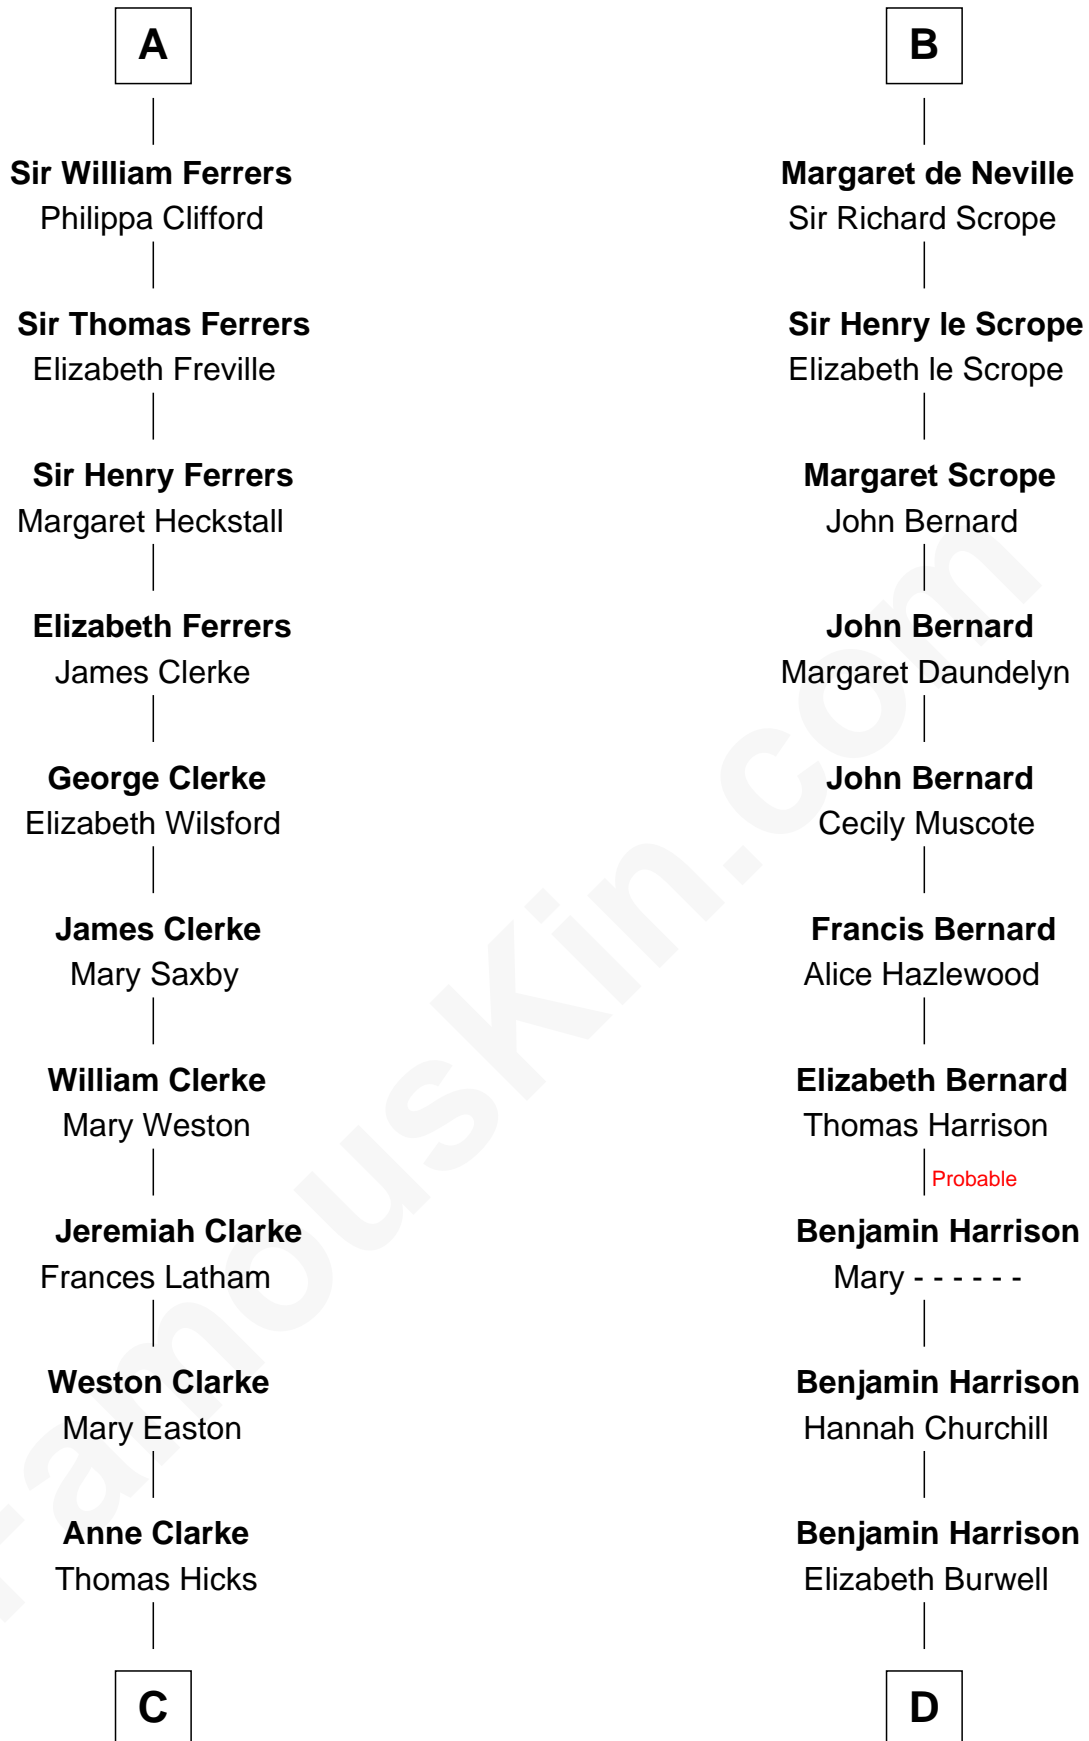 A
Sir William Ferrers
Philippa Clifford
Sir Thomas Ferrers
Elizabeth Freville
Sir Henry Ferrers
Margaret Heckstall
Elizabeth Ferrers
James Clerke
George Clerke
Elizabeth Wilsford
James Clerke
Mary Saxby
William Clerke
Mary Weston
Jeremiah Clarke
Frances Latham
Weston Clarke
Mary Easton
Anne Clarke
Thomas Hicks
C
B
Margaret de Neville
Sir Richard Scrope
Sir Henry le Scrope
Elizabeth le Scrope
Margaret Scrope
John Bernard
John Bernard
Margaret Daundelyn
John Bernard
Cecily Muscote
Francis Bernard
Alice Hazlewood
Elizabeth Bernard
Thomas Harrison
Probable
Benjamin Harrison
Mary - - - - - -
Benjamin Harrison
Hannah Churchill
Benjamin Harrison
Elizabeth Burwell
D
FamousKin.com